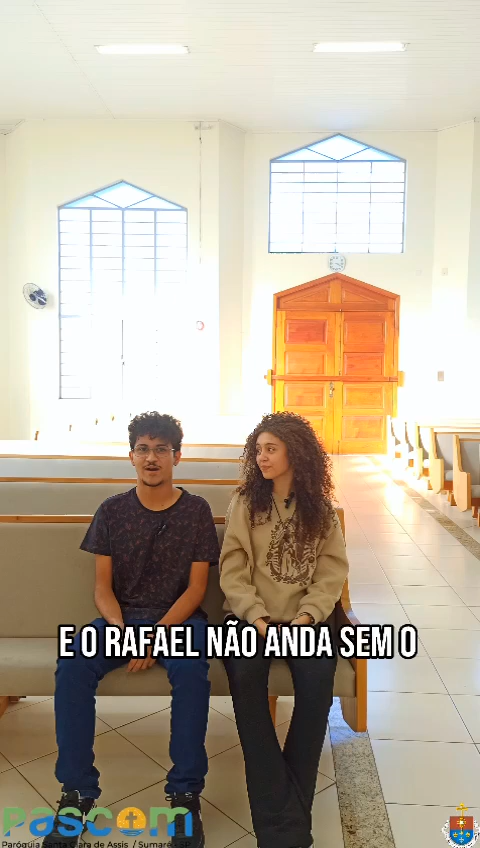 E O RAFAEL NÃO ANDA SEM O
Pascom
Paróquia Santa Clara de Assis / Sumaré - SP